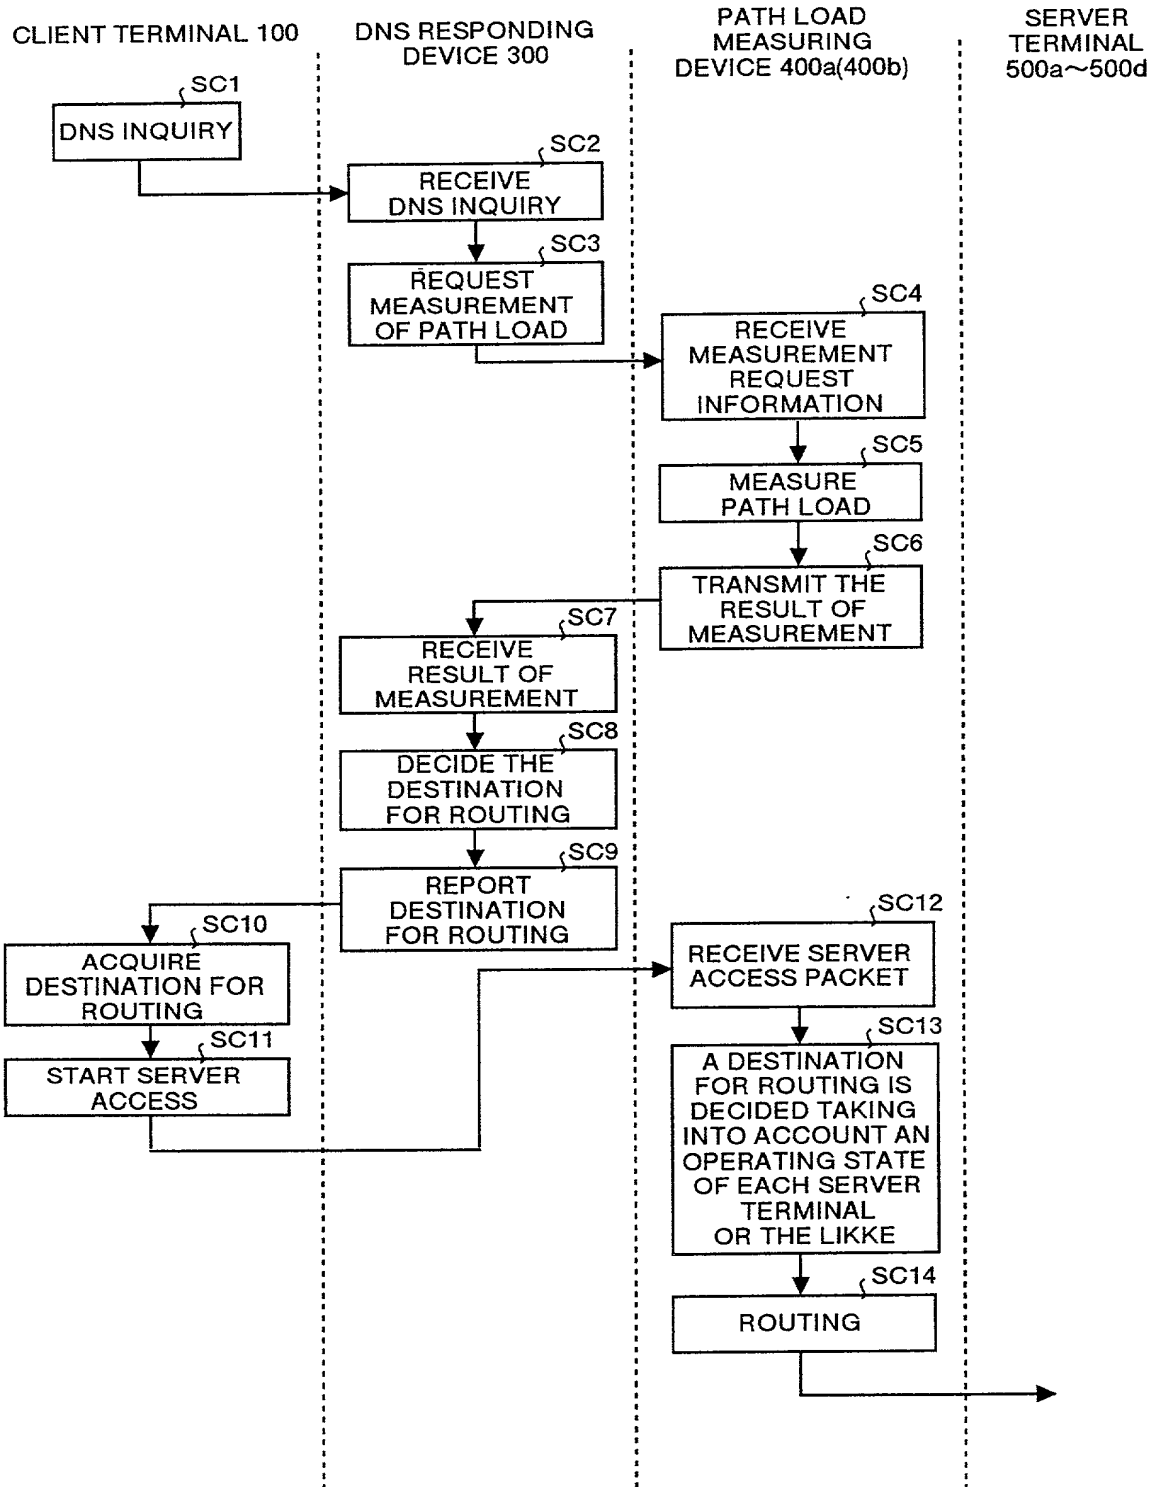 CLIENT TERMINAL 100
DNS RESPONDING
DEVICE 300
PATH LOAD
MEASURING
DEVICE 400a(400b)
SERVER
TERMINAL
500a~500d
SC1
DNS INQUIRY
SC2
RECEIVE
DNS INQUIRY
SC3
REQUEST
MEASUREMENT
OF PATH LOAD
SC4
RECEIVE
MEASUREMENT
REQUEST
INFORMATION
SC5
MEASURE
PATH LOAD
SC6
TRANSMIT THE
RESULT OF
MEASUREMENT
SC7
RECEIVE
RESULT OF
MEASUREMENT
SC8
DECIDE THE
DESTINATION
FOR ROUTING
SC9
REPORT
DESTINATION
FOR ROUTING
SC10
ACQUIRE
DESTINATION FOR
ROUTING
SC11
START SERVER
ACCESS
SC12
RECEIVE SERVER
ACCESS PACKET
SC13
A DESTINATION
FOR ROUTING IS
DECIDED TAKING
INTO ACCOUNT AN
OPERATING STATE
OF EACH SERVER
TERMINAL
OR THE LIKKE
SC14
ROUTING